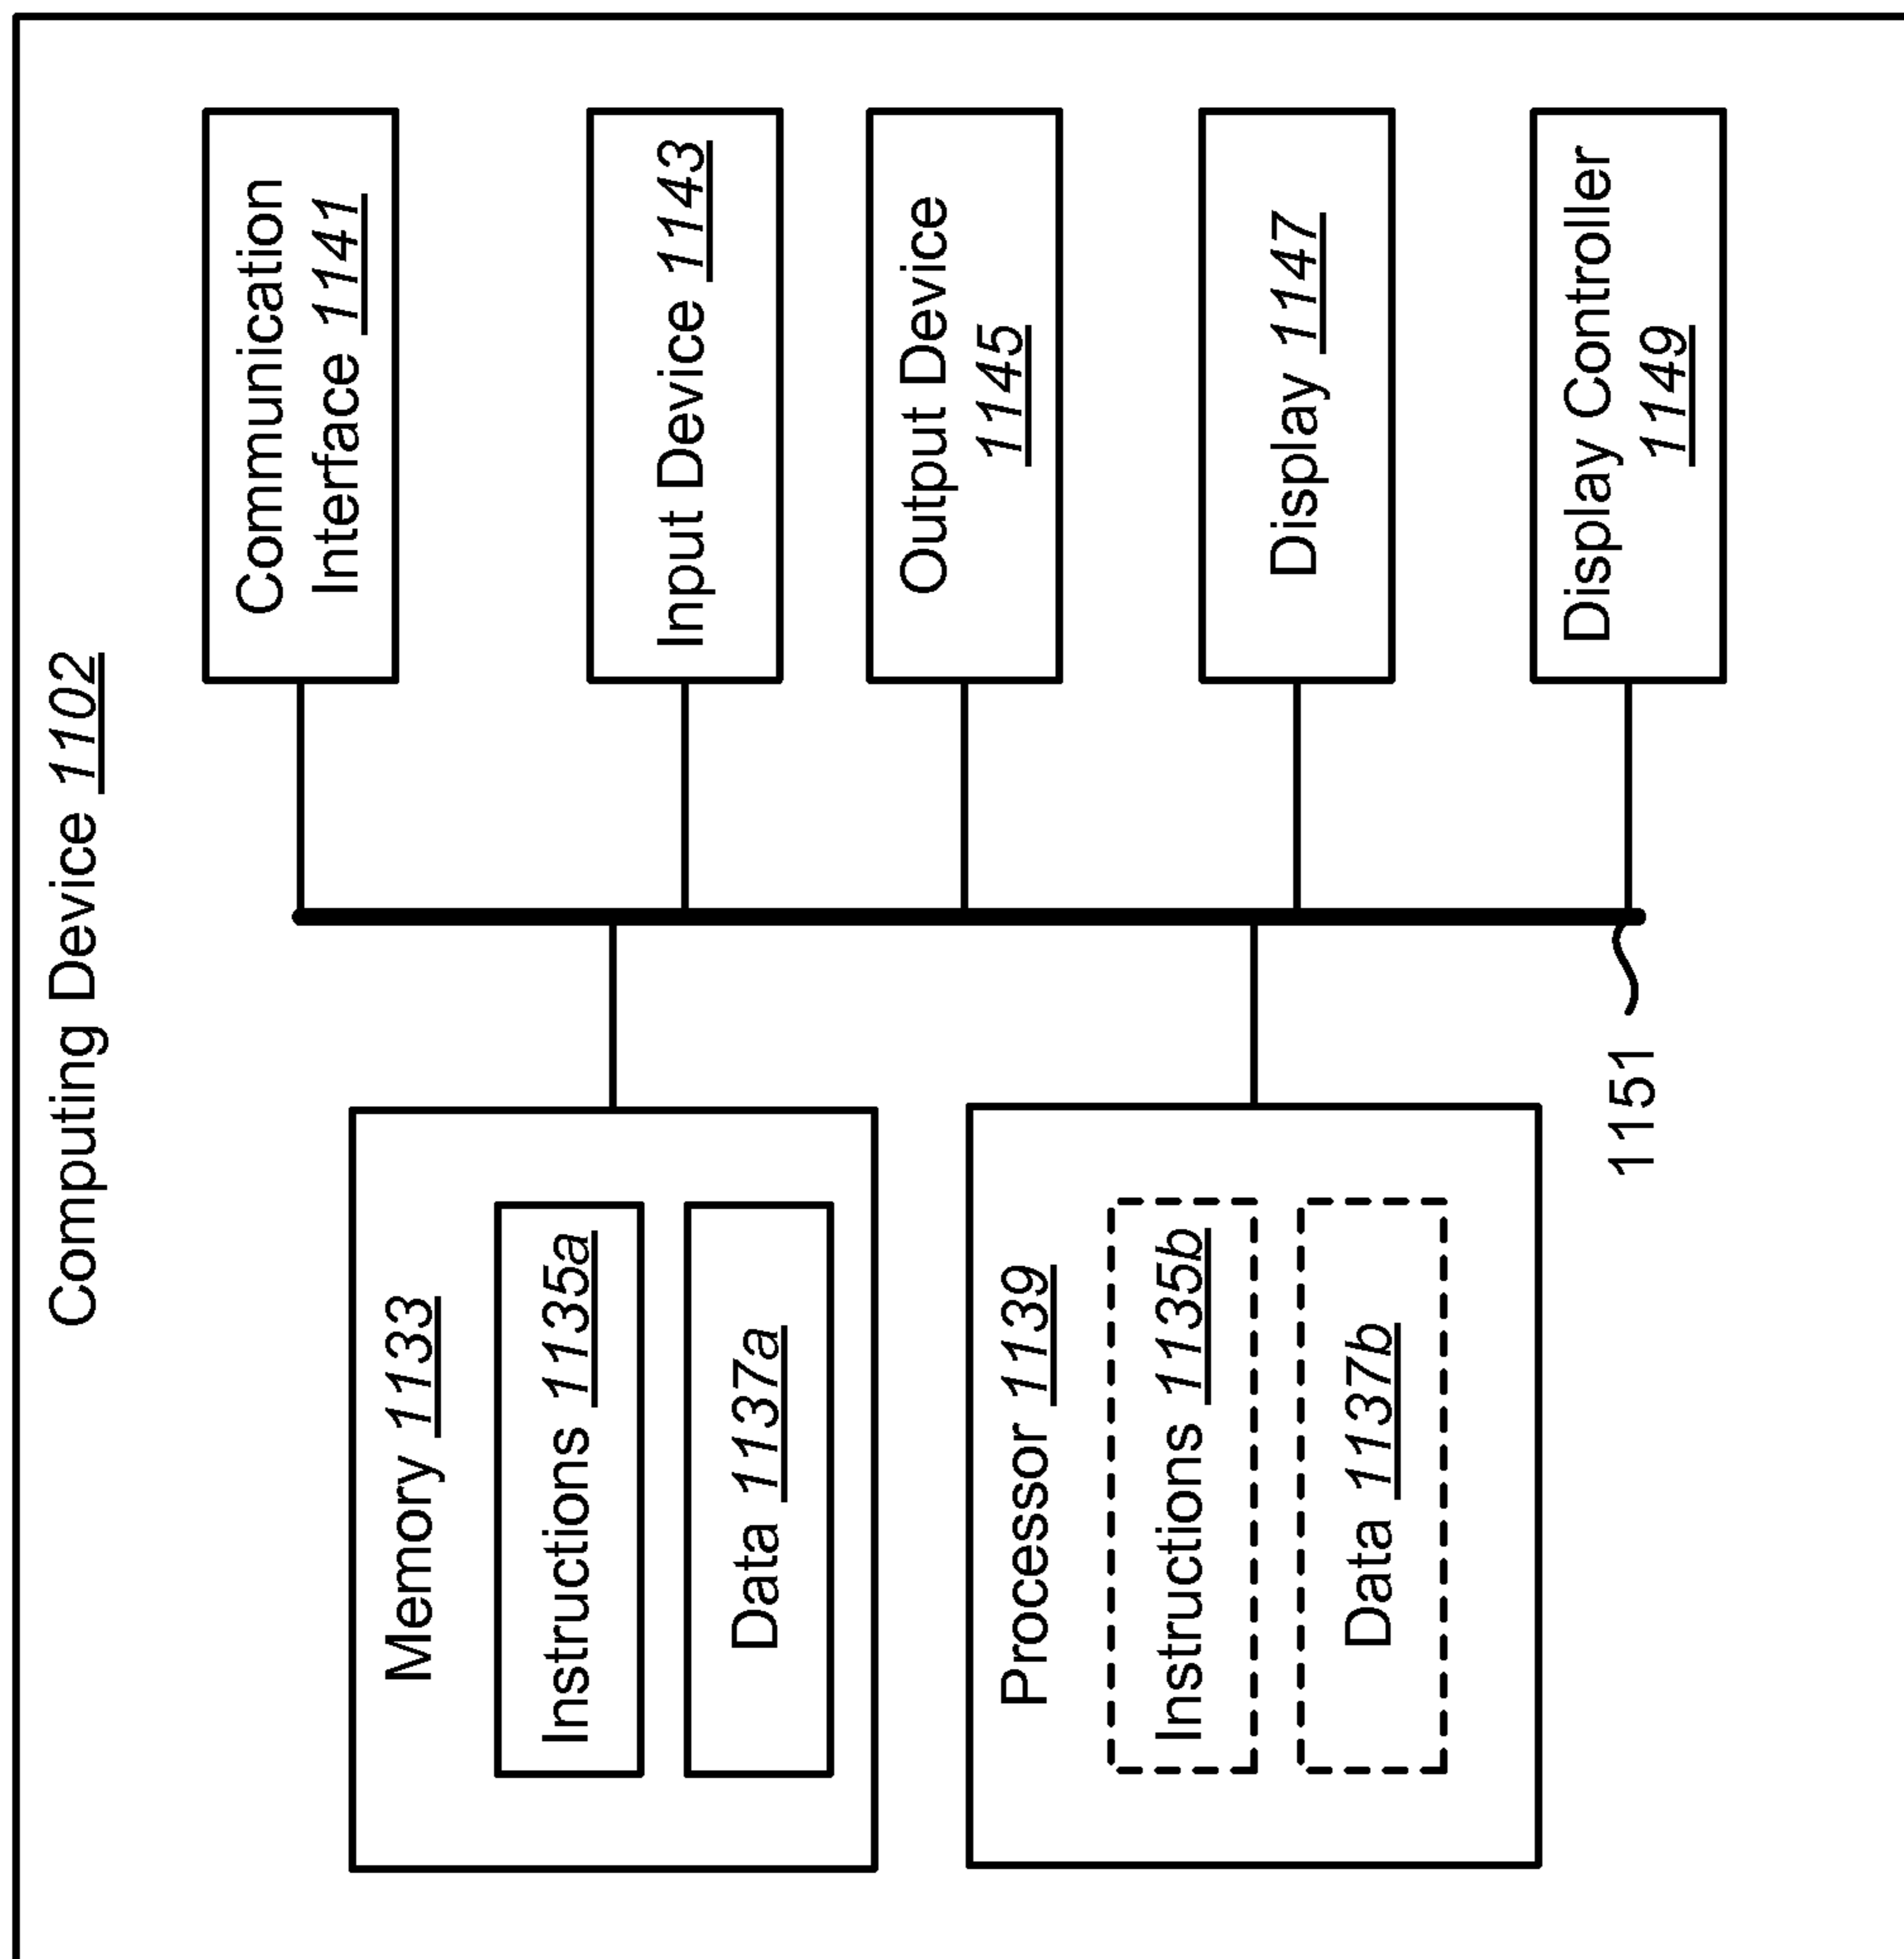 Computing Device 1102
Memory 1133
Instructions 1135a
Data 1137a
Processor 1139
Instructions 1135b
Data 1137b
1151
Communication
Interface 1141
Input Device 1143
Output Device
1145
Display 1147
Display Controller
1149